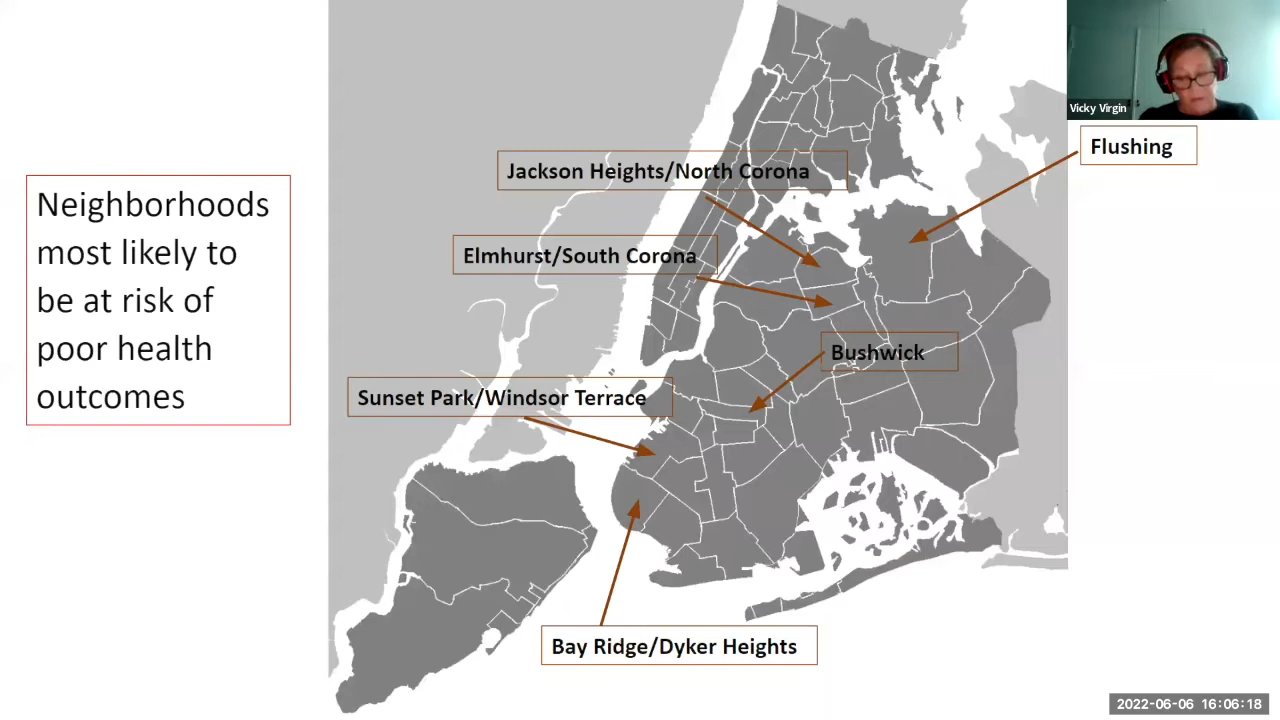 Vicky Virgin
Flushing
Jackson Heights/North Corona
Neighborhoods
most likely to
be at risk of
poor health
outcomes
Elmhurst/South Corona
Bushwick
Sunset Park/Windsor Terrace
Bay Ridge/Dyker Heights
2022-06-06 16:06:18